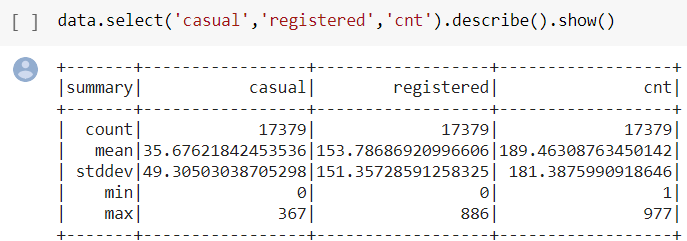 [ ] data.select('casual','registered','cnt').describe().show()
+-------+-----------------+------------------+------------------+
|summary|           casual|        registered|               cnt|
+-------+-----------------+------------------+------------------+
|  count|            17379|             17379|             17379|
|   mean|35.67621842453536|153.78686920996606|189.46308763450142|
| stddev|49.30503038705298|151.35728591258325| 181.3875990918646|
|    min|                0|                 0|                 1|
|    max|              367|               886|               977|
+-------+-----------------+------------------+------------------+